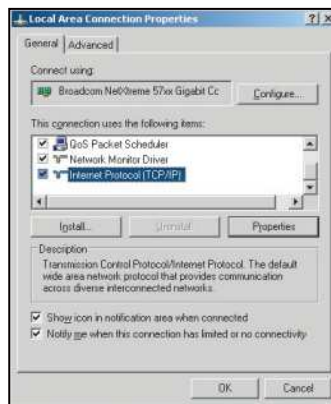 Local Area Connection Properties
General Advanced
Connect using:
Broadcom NetXtreme 57xx Gigabit Cc
Configure...
This connection uses the following items:
QoS Packet Scheduler
Network Monitor Driver
Internet Protocol (TCP/IP)
Install... Uninstall Properties
Description
Transmission Control Protocol/Internet Protocol. The default
wide area network protocol that provides communication
across diverse interconnected networks.
Show icon in notification area when connected
Notify me when this connection has limited or no connectivity
OK Cancel